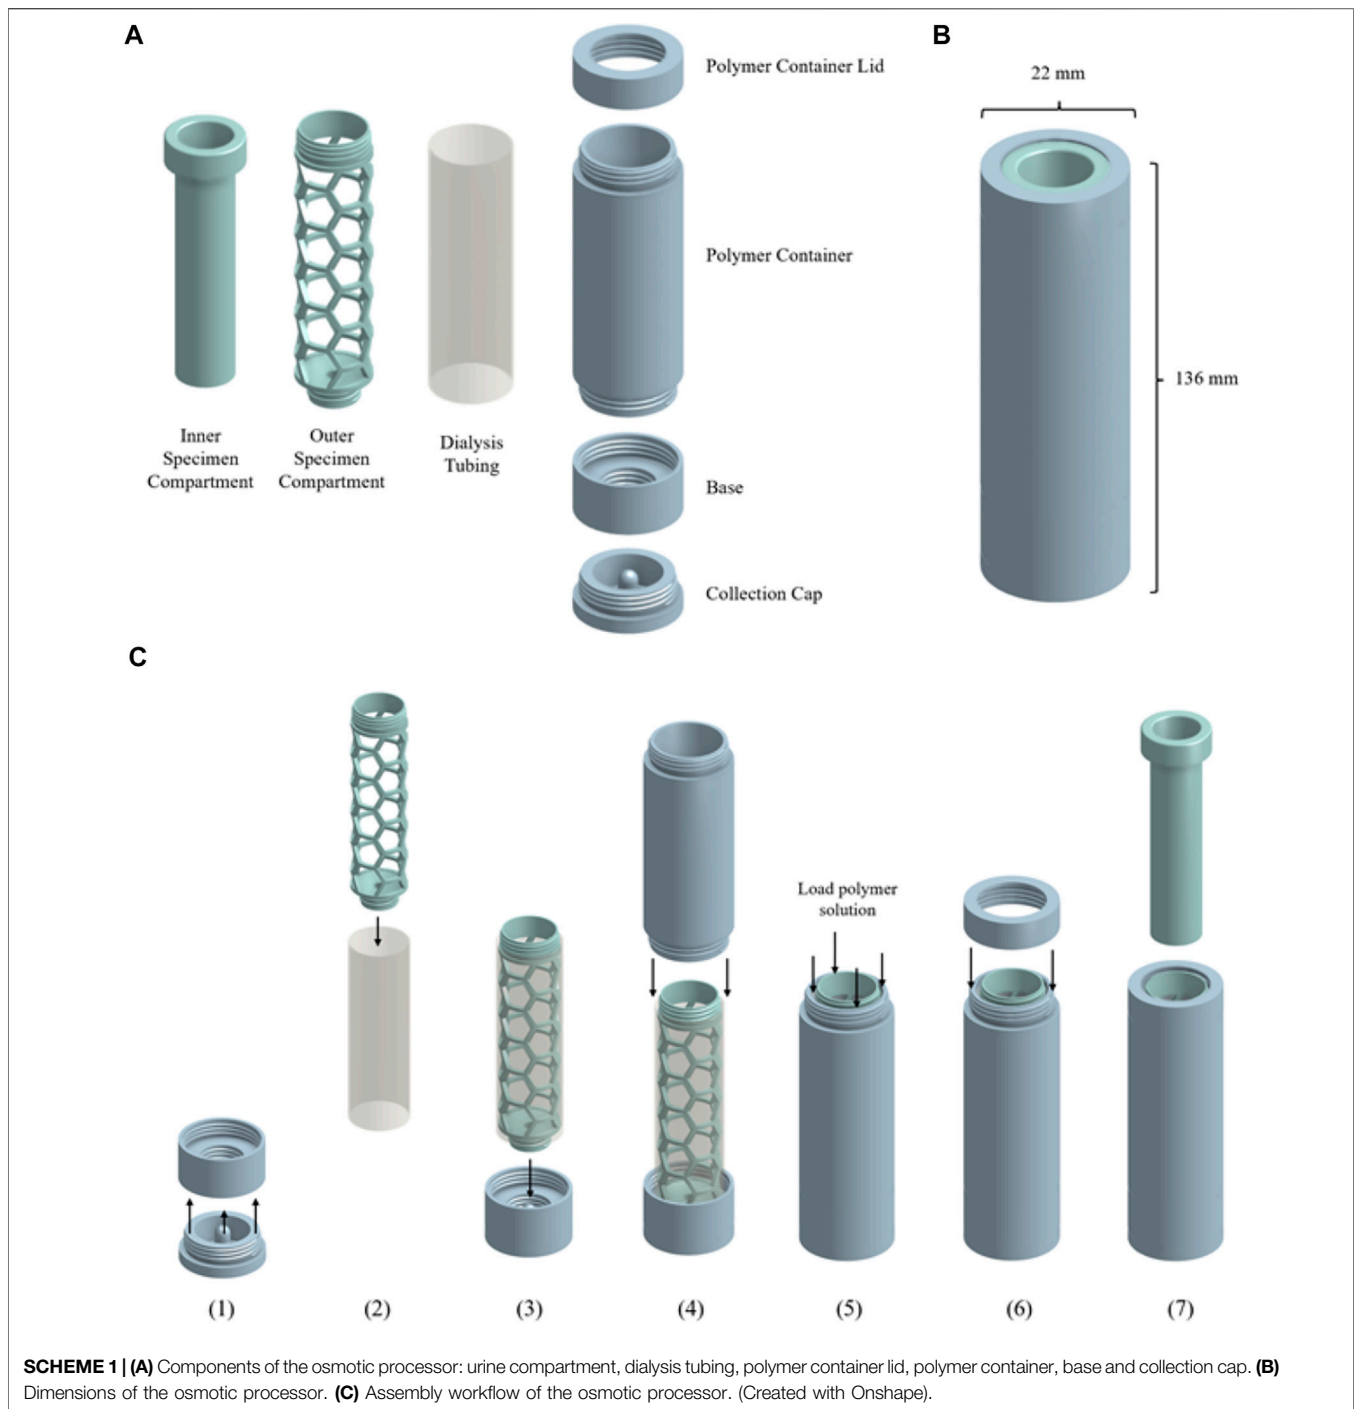 A
B
Polymer Container Lid
22 mm
Polymer Container
136 mm
Inner
Specimen
Compartment
Outer
Specimen
Compartment
Dialysis
Tubing
Base
Collection Cap
C
Load polymer
solution
(1)
(2)
(3)
(4)
(5)
(6)
(7)
SCHEME 1 | (A) Components of the osmotic processor: urine compartment, dialysis tubing, polymer container lid, polymer container, base and collection cap. (B)
Dimensions of the osmotic processor. (C) Assembly workflow of the osmotic processor. (Created with Onshape).